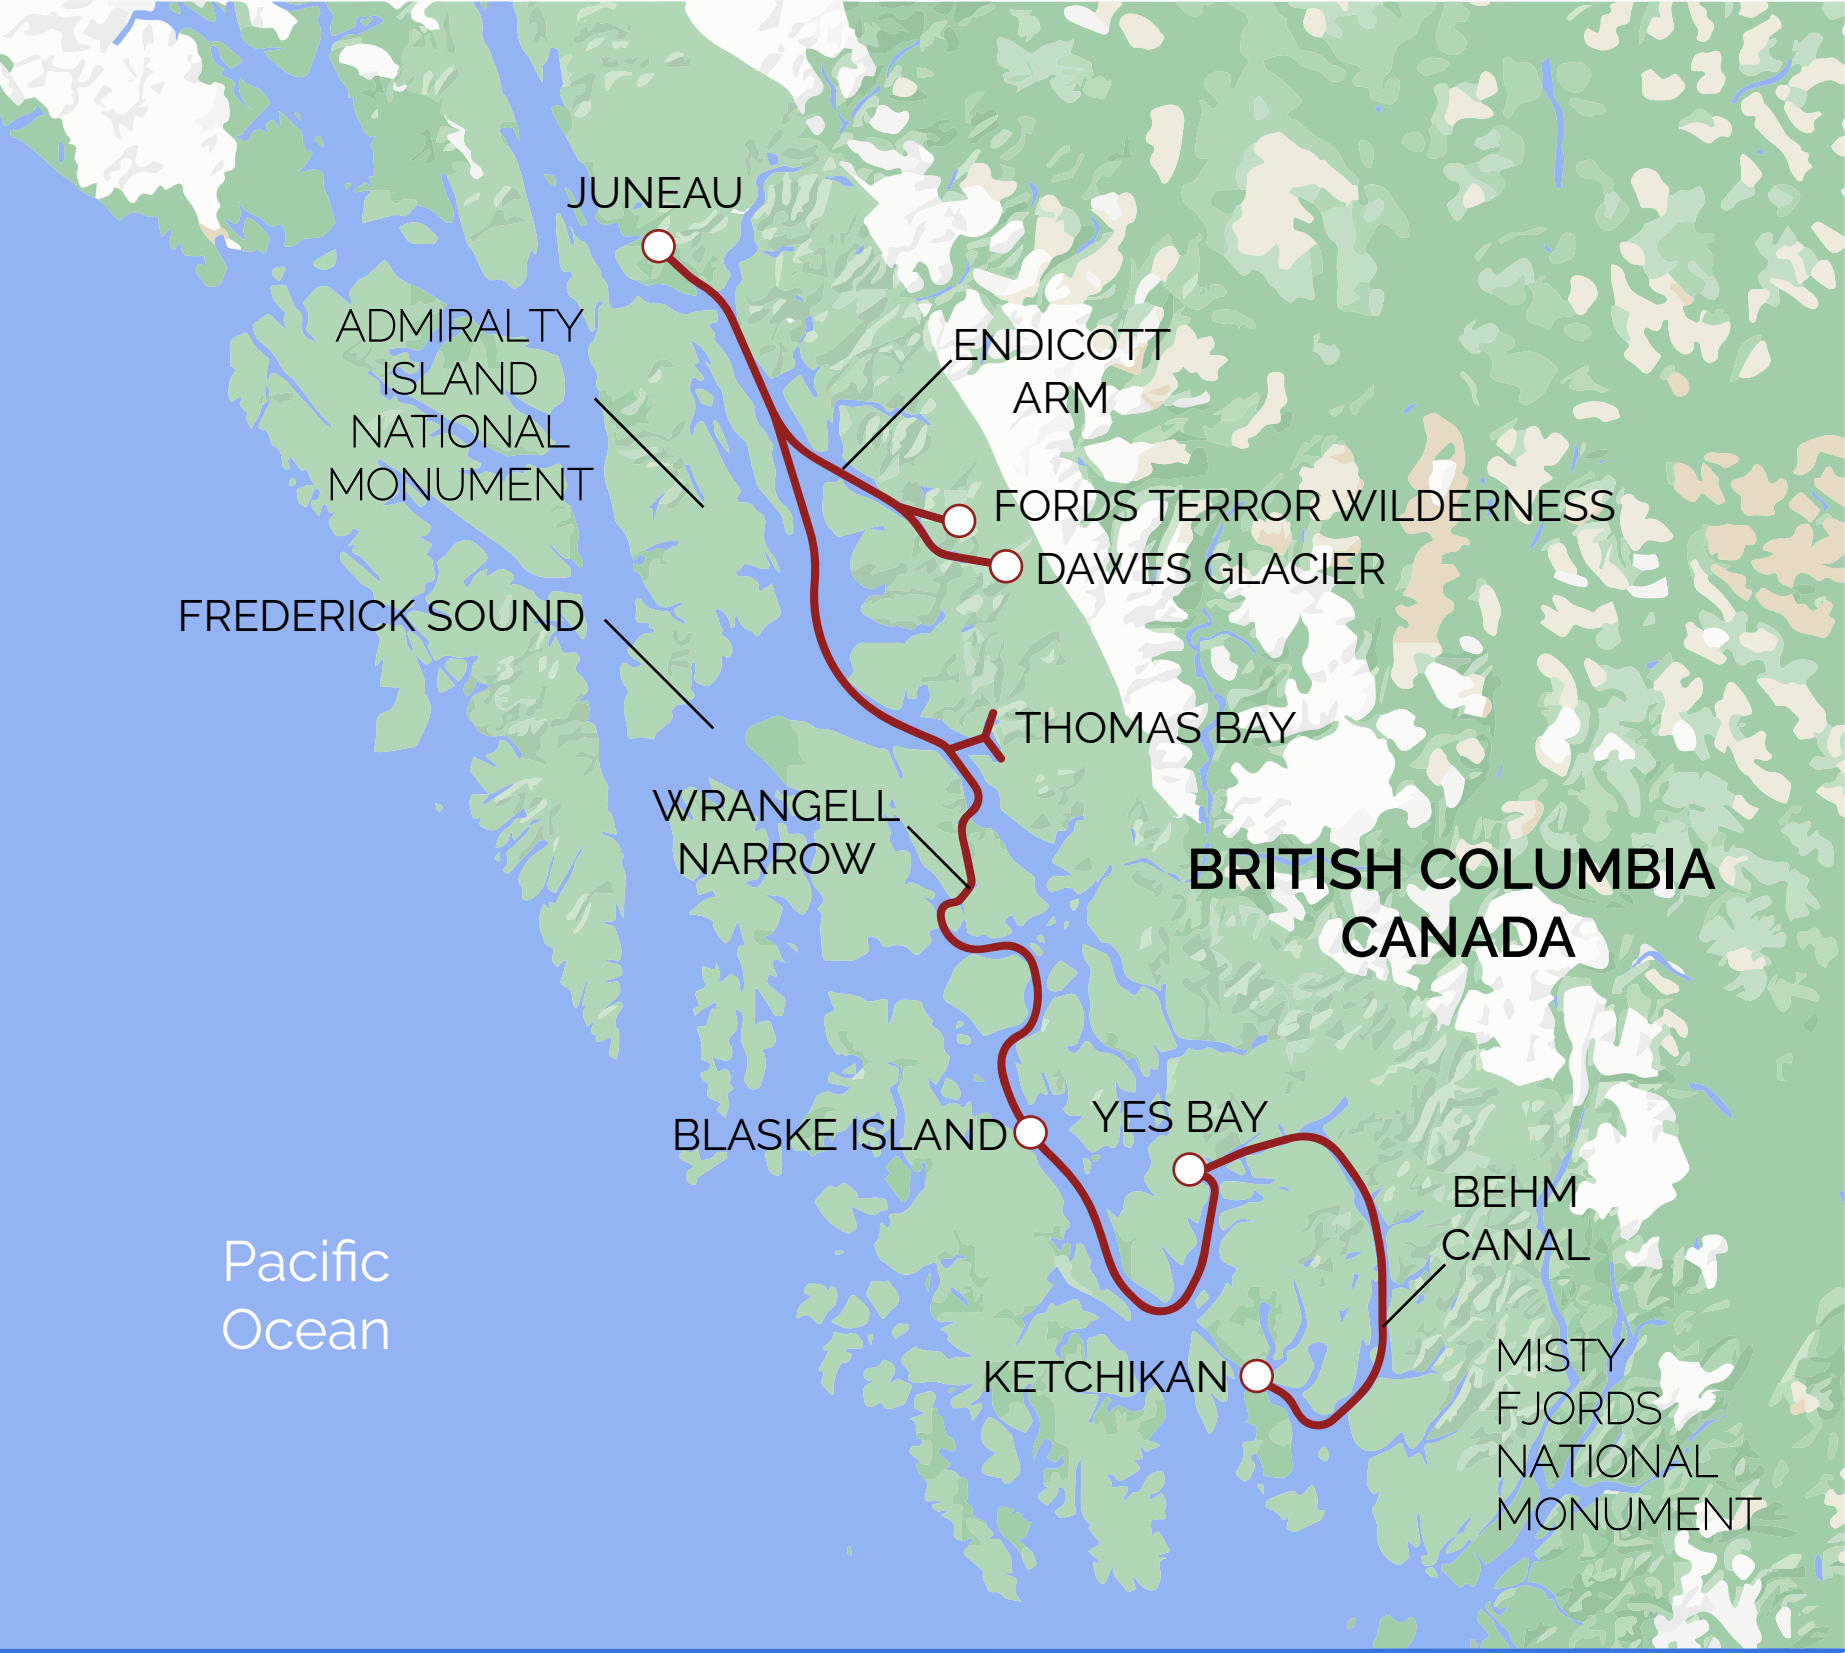 JUNEAU
ADMIRALTY
ISLAND
NATIONAL
MONUMENT
ENDICOTT
ARM
FORDS TERROR WILDERNESS
DAWES GLACIER
FREDERICK SOUND
THOMAS BAY
WRANGELL
NARROW
BRITISH COLUMBIA
CANADA
BLASKE ISLAND
YES BAY
BEHM
CANAL
Pacific
Ocean
KETCHIKAN
MISTY
FJORDS
NATIONAL
MONUMENT